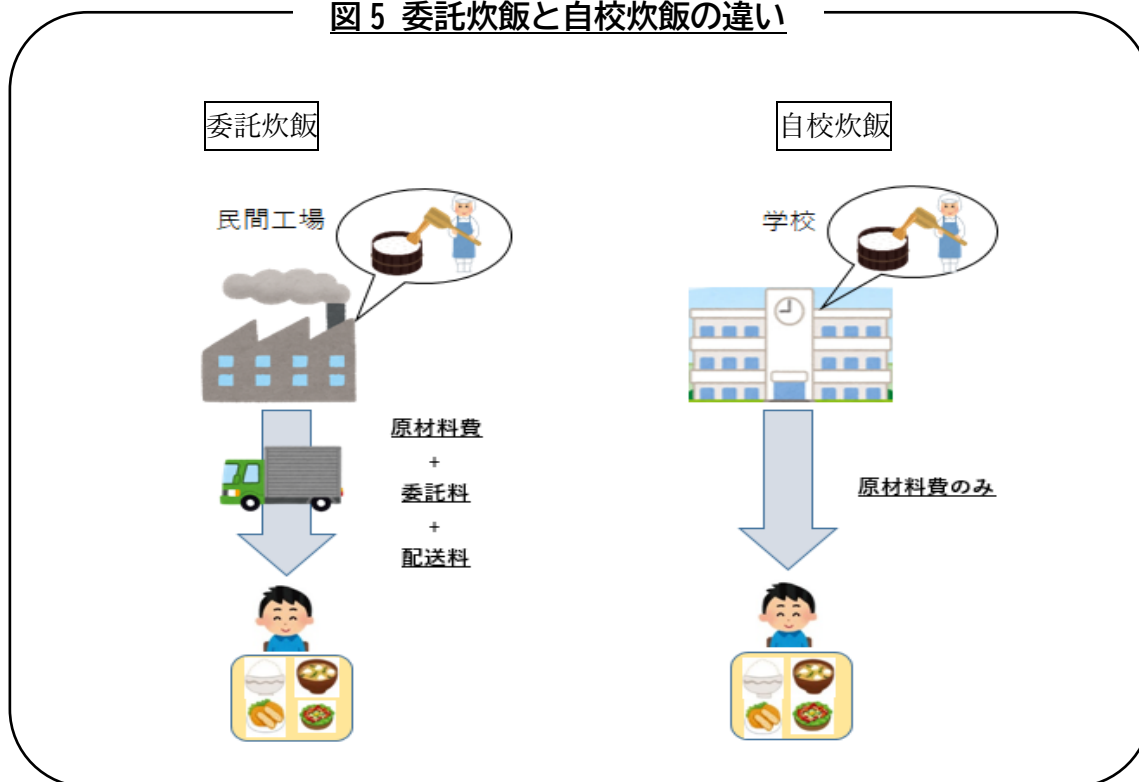 図5 委託炊飯と自校炊飯の違い
委託炊飯
民間工場
原材料費
+
委託料
+
配送料
自校炊飯
学校
原材料費のみ